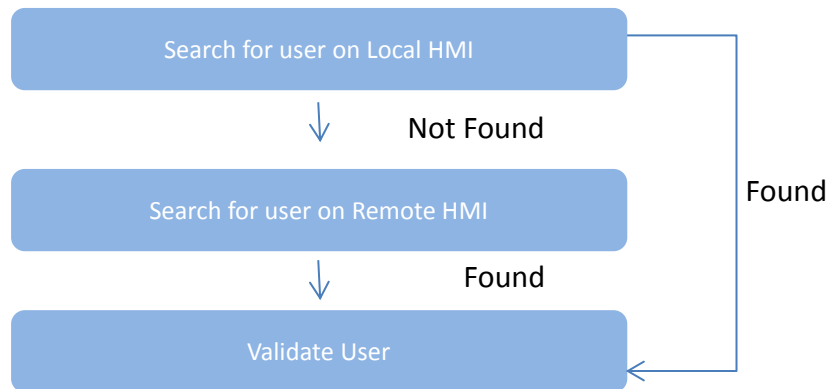 Search for user on Local HMI
Not Found
Search for user on Remote HMI
Found
Found
Validate User